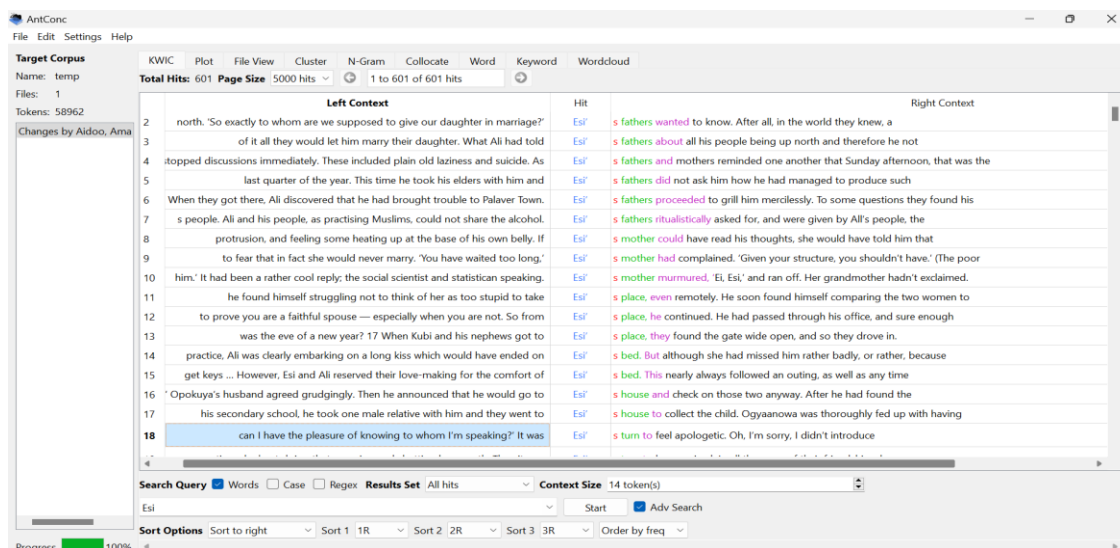 AntConc
File Edit Settings Help
Target Corpus
Name: temp
Files: 1
Tokens: 58962
Changes by Aidoo, Ama
KWIC Plot File View Cluster N-Gram Collocate Word Keyword Wordcloud
Total Hits: 601 Page Size 5000 hits 1 to 601 of 601 hits
Left Context Hit Right Context
2 north. 'So exactly to whom are we supposed to give our daughter in marriage?' Esi' s fathers wanted to know. After all, in the world they knew, a
3 of it all they would let him marry their daughter. What Ali had told Esi' s fathers about all his people being up north and therefore he not
4 stopped discussions immediately. These included plain old laziness and suicide. As Esi' s fathers and mothers reminded one another that Sunday afternoon, that was the
5 last quarter of the year. This time he took his elders with him and Esi' s fathers did not ask him how he had managed to produce such
6 When they got there, Ali discovered that he had brought trouble to Palaver Town. Esi' s fathers proceeded to grill him mercilessly. To some questions they found his
7 s people. Ali and his people, as practising Muslims, could not share the alcohol. Esi' s fathers ritualistically asked for, and were given by All's people, the
8 protrusion, and feeling some heating up at the base of his own belly. If Esi' s mother could have read his thoughts, she would have told him that
9 to fear that in fact she would never marry. 'You have waited too long,' Esi' s mother had complained. 'Given your structure, you shouldn't have.' (The poor
10 him.' It had been a rather cool reply; the social scientist and statistican speaking. Esi' s mother murmured, 'Ei, Esi,' and ran off. Her grandmother hadn't exclaimed.
11 he found himself struggling not to think of her as too stupid to take Esi' s place, even remotely. He soon found himself comparing the two women to
12 to prove you are a faithful spouse — especially when you are not. So from Esi' s place, he continued. He had passed through his office, and sure enough
13 was the eve of a new year? 17 When Kubi and his nephews got to Esi' s place, they found the gate wide open, and so they drove in.
14 practice, Ali was clearly embarking on a long kiss which would have ended on Esi' s bed. But although she had missed him rather badly, or rather, because
15 get keys ... However, Esi and Ali reserved their love-making for the comfort of Esi' s bed. This nearly always followed an outing, as well as any time
16 ' Opokuya's husband agreed grudgingly. Then he announced that he would go to Esi' s house and check on those two anyway. After he had found the
17 his secondary school, he took one male relative with him and they went to Esi' s house to collect the child. Ogyaanowa was thoroughly fed up with having
18 can I have the pleasure of knowing to whom I'm speaking?' It was Esi' s turn to feel apologetic. Oh, I'm sorry, I didn't introduce
Search Query Words Case Regex Results Set All hits Context Size 14 token(s)
Esi Start Adv Search
Sort Options Sort to right Sort 1 1R Sort 2 2R Sort 3 3R Order by freq
Progress 100%